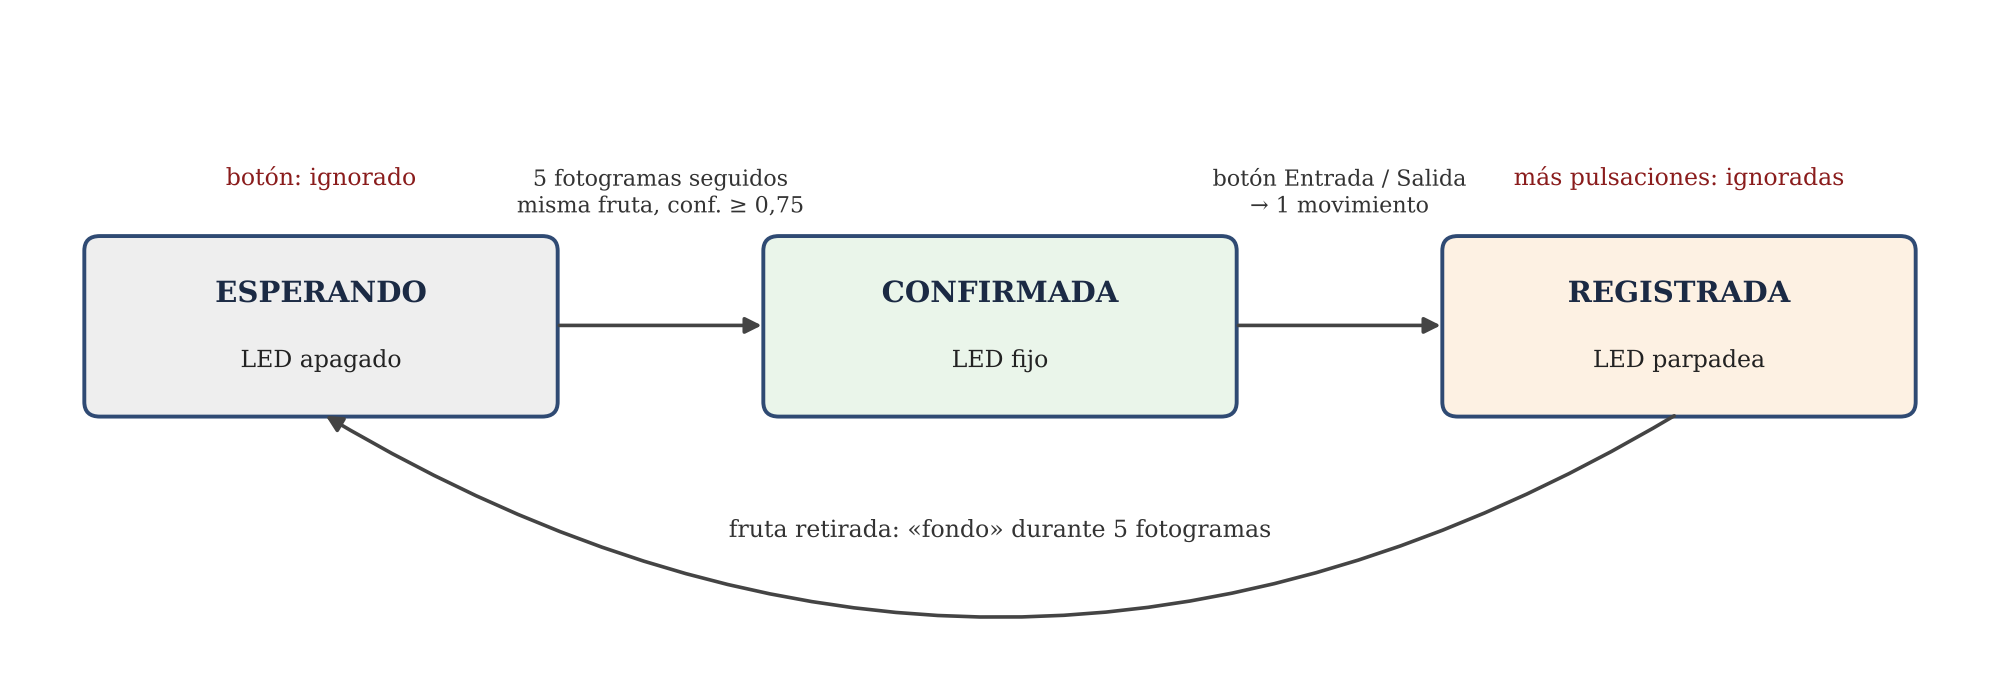 botón: ignorado
5 fotogramas seguidos
misma fruta, conf. ≥ 0,75
botón Entrada / Salida
→ 1 movimiento
más pulsaciones: ignoradas
ESPERANDO
LED apagado
CONFIRMADA
LED fijo
REGISTRADA
LED parpadea
fruta retirada: «fondo» durante 5 fotogramas